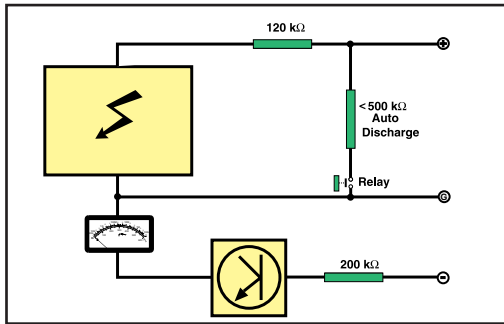 120 kΩ
+
<500 kΩ
Auto
Discharge
Relay
G
200 kΩ
−